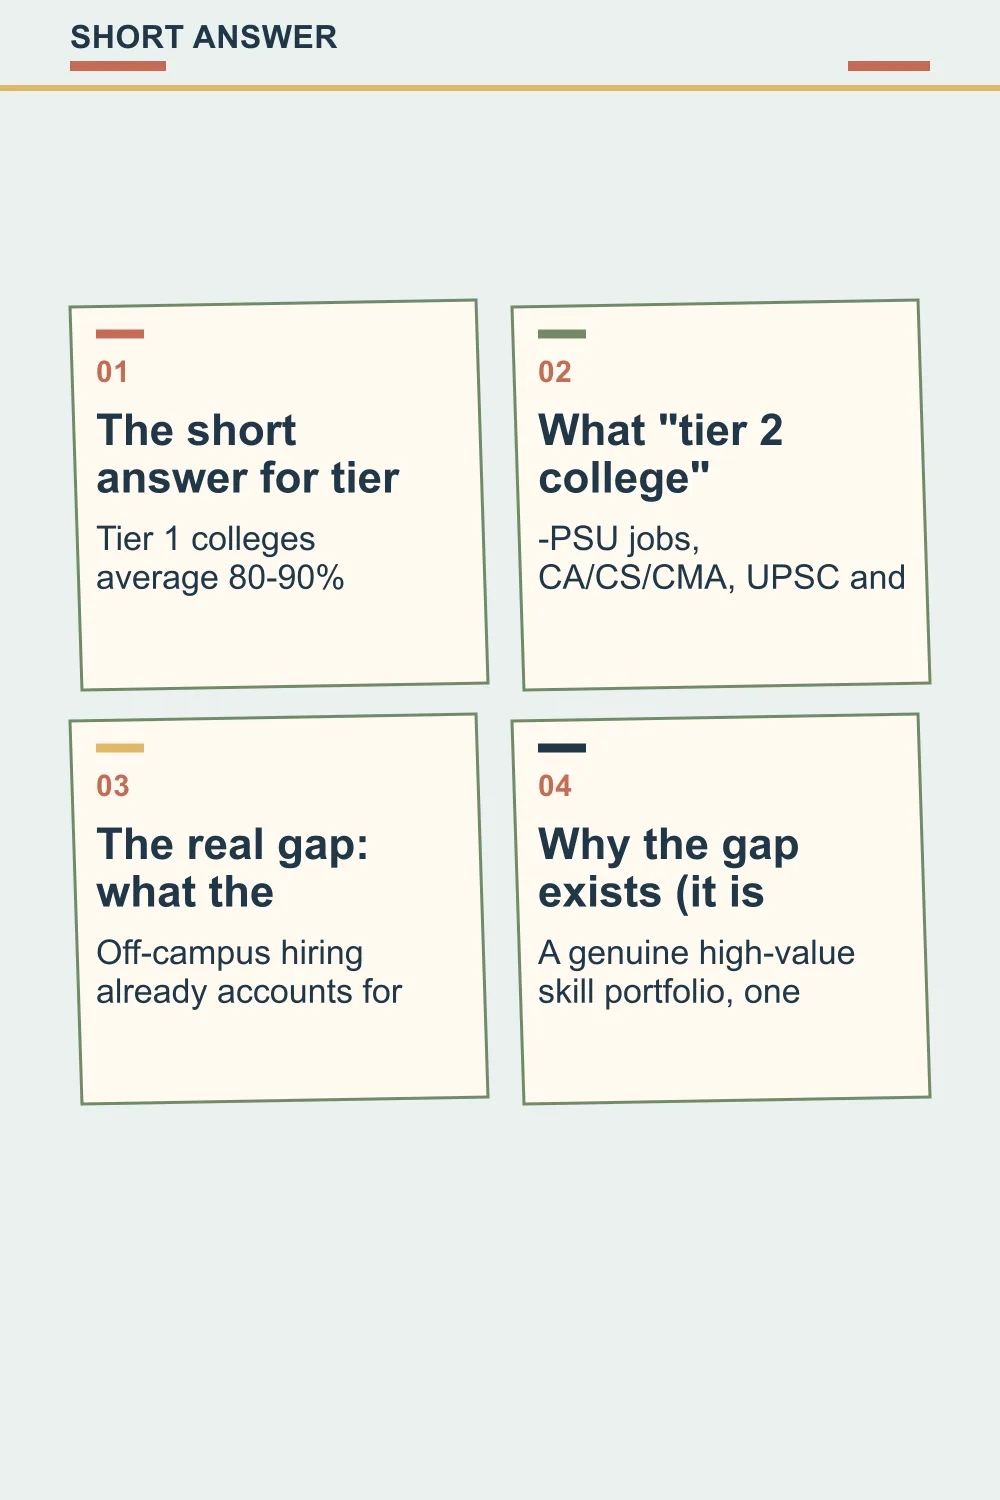 SHORT ANSWER
01
The short
answer for tier
Tier 1 colleges
average 80-90%
02
What "tier 2
college"
-PSU jobs,
CA/CS/CMA, UPSC and
03
The real gap:
what the
Off-campus hiring
already accounts for
04
Why the gap
exists (it is
A genuine high-value
skill portfolio, one